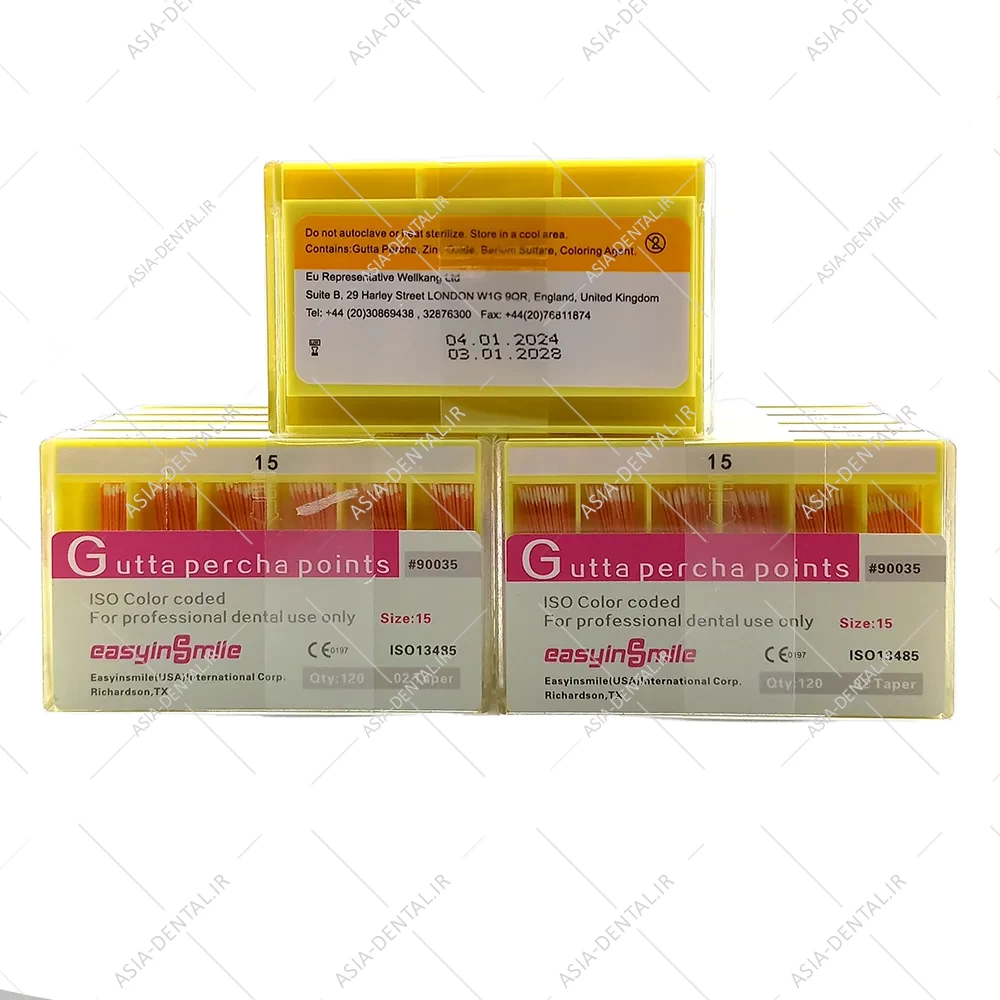 Do not autoclave or heat sterilize. Store in a cool area.
Contains:Gutta Percha, Zinc Oxide, Barium Sulfate, Coloring Agent.
Eu Representative Wellkang Ltd
Suite B, 29 Harley Street LONDON W1G 9QR, England, United Kingdom
Tel: +44 (20)30869438 , 32876300 Fax: +44(20)76811874
04.01.2024
03.01.2028
15
Gutta percha points #90035
ISO Color coded
For professional dental use only Size:15
easyinsmile CE0197 ISO13485
Easyinsmile(USA)International Corp. Qty:120 .02 Taper
Richardson,TX
15
Gutta percha points #90035
ISO Color coded
For professional dental use only Size:15
easyinsmile CE0197 ISO13485
Easyinsmile(USA)International Corp. Qty:120 .02 Taper
Richardson,TX
ASIA-DENTAL.IR